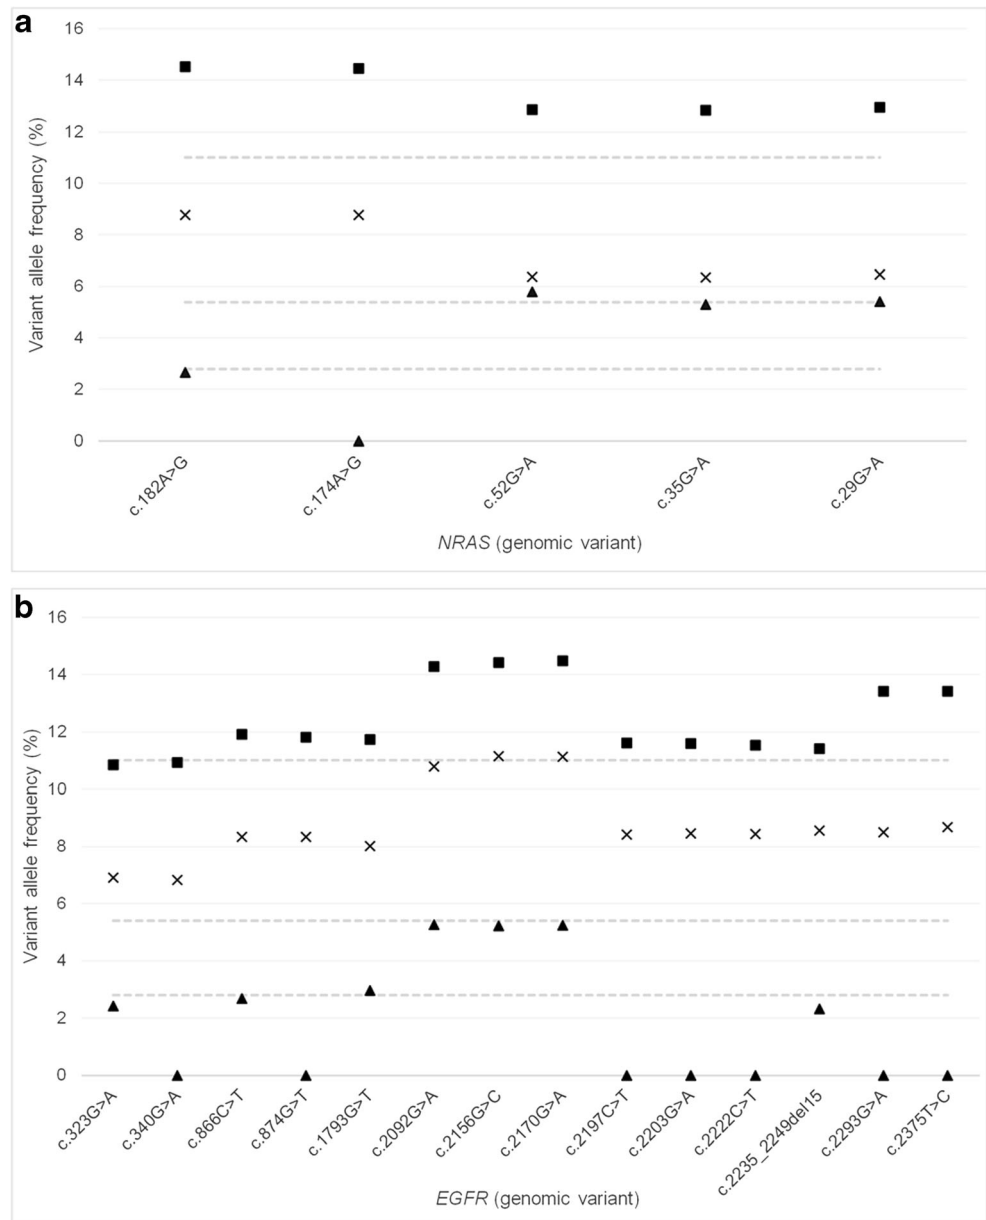 a
16
14
12
10
8
6
4
2
0
Variant allele frequency (%)
c.182A>G
c.174A>G
c.52G>A
c.35G>A
c.29G>A
NRAS (genomic variant)
b
16
14
12
10
8
6
4
2
0
Variant allele frequency (%)
c.323G>A
c.3400G>A
c.866C>T
c.874G>T
c.1793G>T
c.2092G>A
c.2156G>C
c.2170G>A
c.2197C>T
c.2203G>A
c.2222C>T
c.2235_2249del15
c.2293G>A
c.2375T>C
EGFR (genomic variant)